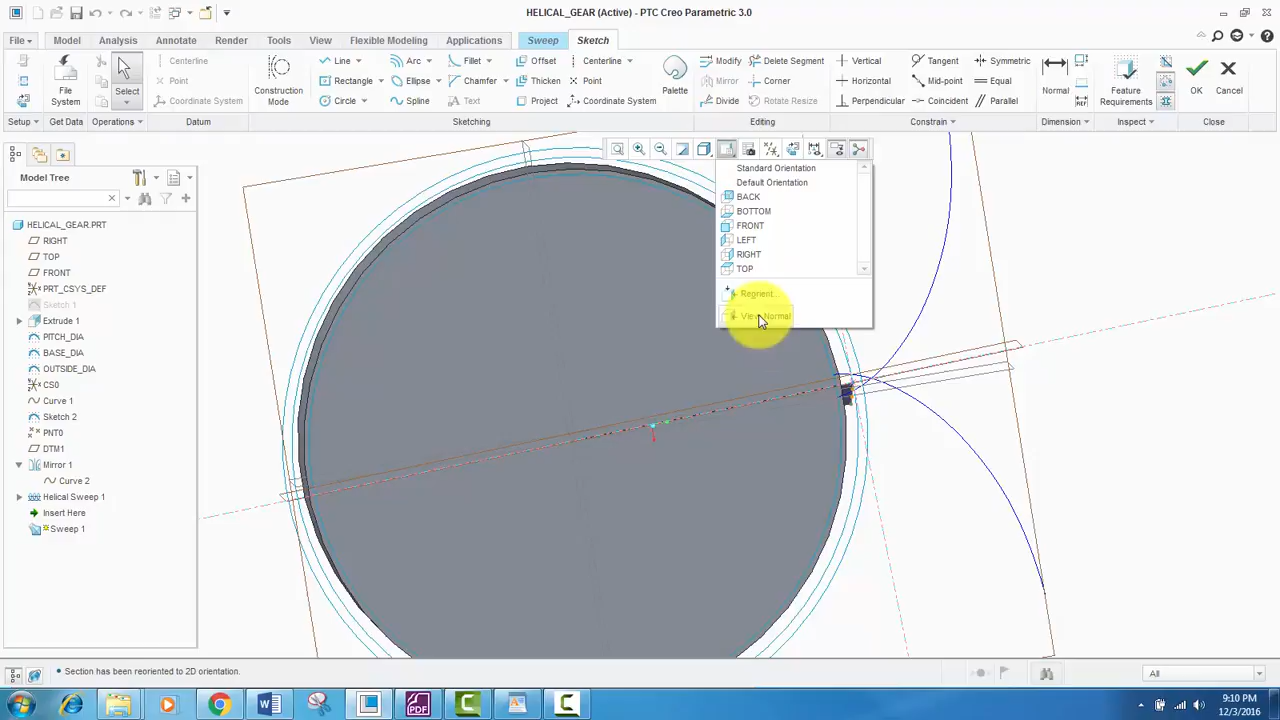 HELICAL_GEAR (Active) - PTC Creo Parametric 3.0
File Model Analysis Annotate Render Tools View Flexible Modeling Applications Sweep Sketch
Line Arc Fillet Offset Centerline Modify Delete Segment Vertical Tangent Symmetric
Centerline
Point
Coordinate System
Rectangle Chamfer Thicken Point Mirror Corner Horizontal Mid-point Equal
Circle Spline Text Project Coordinate System Divide Rotate Resize Perpendicular Coincident Parallel
File System
Select
Construction Mode
Palette
Normal
Feature Requirements
OK
Cancel
Setup Get Data Operations Datum Sketching Editing Constrain Dimension Inspect Close
Model Tree
HELICAL_GEAR.PRT
RIGHT
TOP
FRONT
PRT_CSYS_DEF
Sketch 1
Extrude 1
PITCH_DIA
BASE_DIA
OUTSIDE_DIA
CS0
Curve 1
Sketch 2
PNT0
DTM1
Mirror 1
Curve 2
Helical Sweep 1
Insert Here
Sweep 1
Standard Orientation
Default Orientation
BACK
BOTTOM
FRONT
LEFT
RIGHT
TOP
View Normal
Section has been reoriented to 2D orientation.
All
9:10 PM
12/3/2016